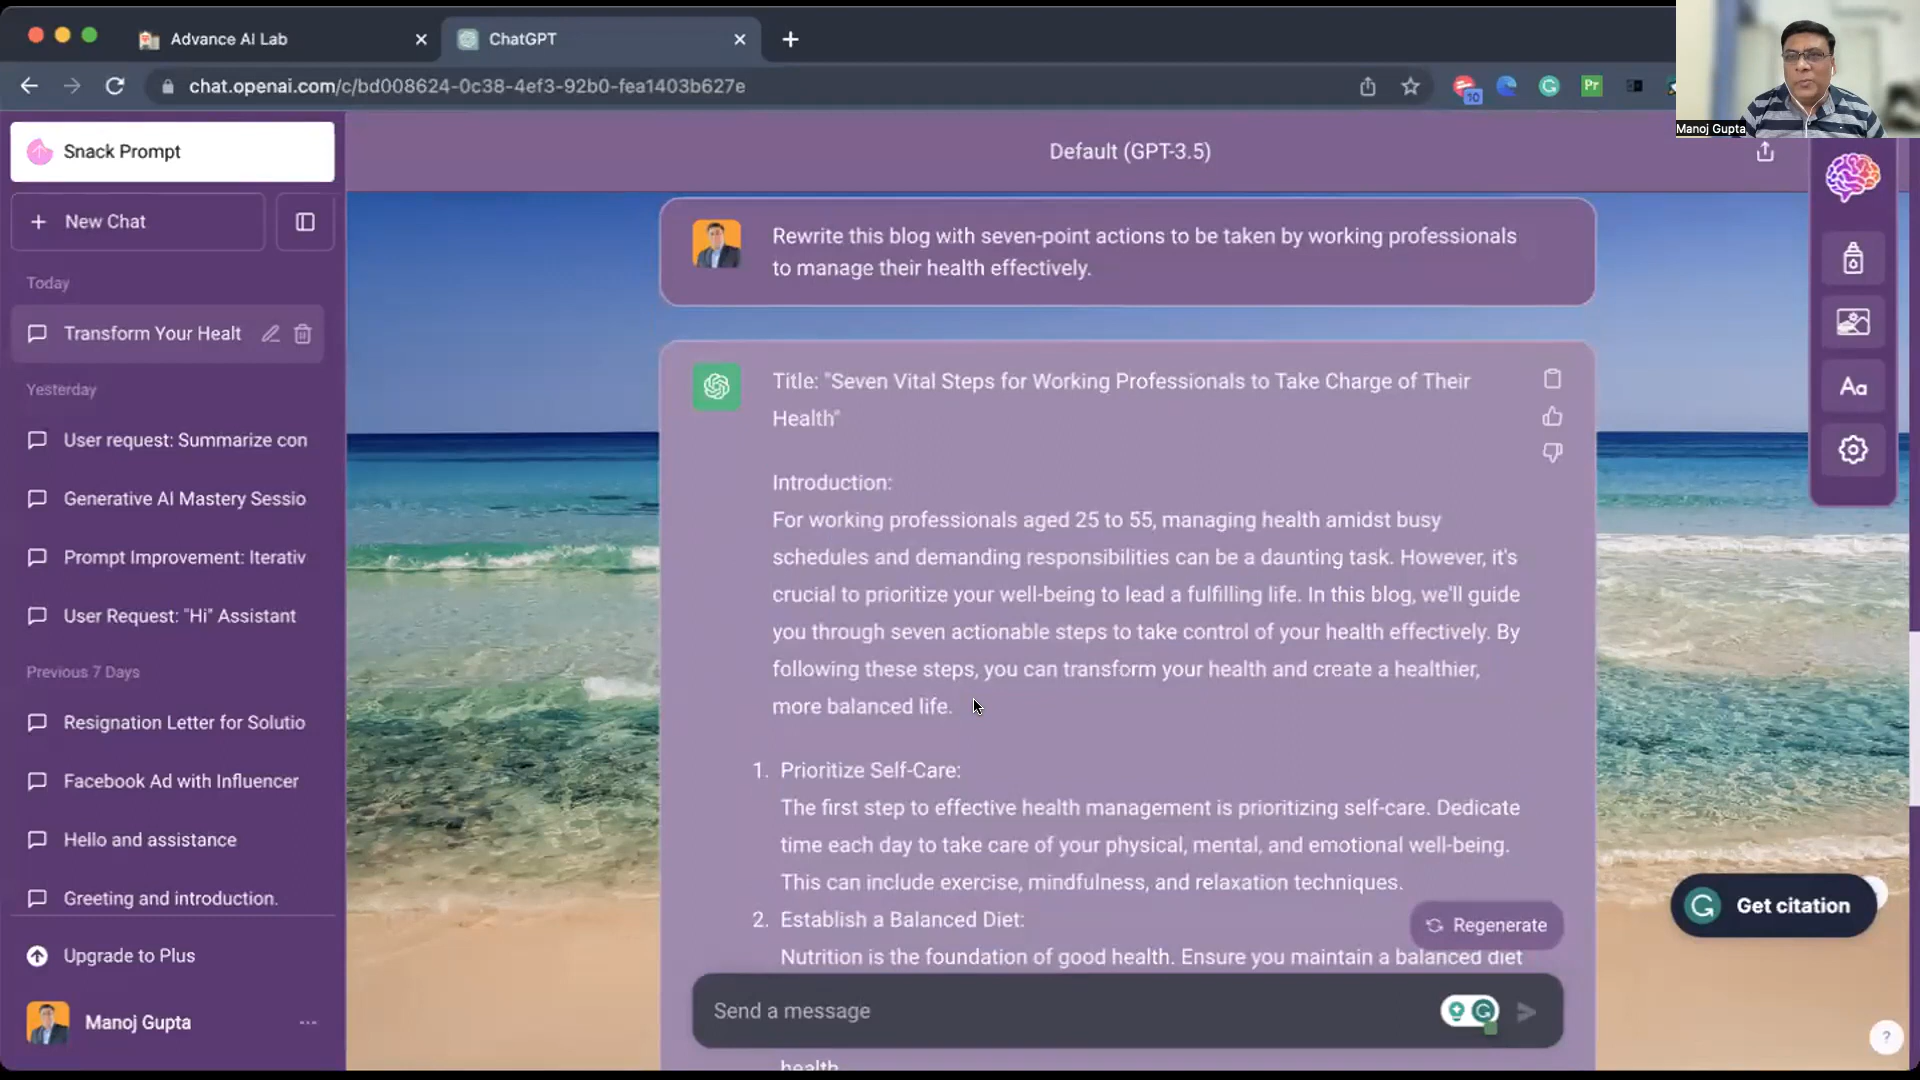 Advance AI Lab
ChatGPT
chat.openai.com/c/bd008624-0c38-4ef3-92b0-fea1403b627e
10
Pr
Manoj Gupta
Snack Prompt
Default (GPT-3.5)
New Chat
Today
Transform Your Healt
Yesterday
User request: Summarize con
Generative AI Mastery Sessio
Prompt Improvement: Iterativ
User Request: "Hi" Assistant
Previous 7 Days
Resignation Letter for Solutio
Facebook Ad with Influencer
Hello and assistance
Greeting and introduction.
Upgrade to Plus
Manoj Gupta
Rewrite this blog with seven-point actions to be taken by working professionals
to manage their health effectively.
Title: "Seven Vital Steps for Working Professionals to Take Charge of Their
Health"
Introduction:
For working professionals aged 25 to 55, managing health amidst busy
schedules and demanding responsibilities can be a daunting task. However, it's
crucial to prioritize your well-being to lead a fulfilling life. In this blog, we'll guide
you through seven actionable steps to take control of your health effectively. By
following these steps, you can transform your health and create a healthier,
more balanced life.
1. Prioritize Self-Care:
The first step to effective health management is prioritizing self-care. Dedicate
time each day to take care of your physical, mental, and emotional well-being.
This can include exercise, mindfulness, and relaxation techniques.
2. Establish a Balanced Diet:
Nutrition is the foundation of good health. Ensure you maintain a balanced diet
Regenerate
Send a message
health
Aa
Get citation
?